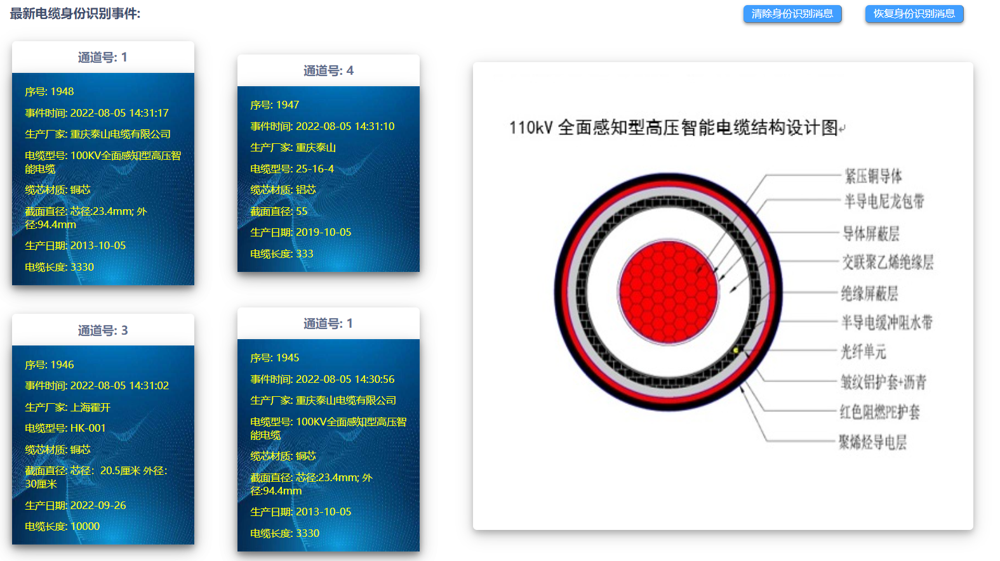 最新电缆身份识别事件:
清除身份识别消息
恢复身份识别消息
通道号: 1
序号: 1948
事件时间: 2022-08-05 14:31:17
生产厂家: 重庆泰山电缆有限公司
电缆型号: 100KV全面感知型高压智
能电缆
缆芯材质: 铜芯
截面直径: 芯径:23.4mm; 外
径:94.4mm
生产日期: 2013-10-05
电缆长度: 3330
通道号: 4
序号: 1947
事件时间: 2022-08-05 14:31:10
生产厂家: 重庆泰山
电缆型号: 25-16-4
缆芯材质: 铝芯
截面直径: 55
生产日期: 2019-10-05
电缆长度: 333
通道号: 3
序号: 1946
事件时间: 2022-08-05 14:31:02
生产厂家: 上海霍开
电缆型号: HK-001
缆芯材质: 铜芯
截面直径: 芯径：20.5厘米 外径：
30厘米
生产日期: 2022-09-26
电缆长度: 10000
通道号: 1
序号: 1945
事件时间: 2022-08-05 14:30:56
生产厂家: 重庆泰山电缆有限公司
电缆型号: 100KV全面感知型高压智
能电缆
缆芯材质: 铜芯
截面直径: 芯径:23.4mm; 外
径:94.4mm
生产日期: 2013-10-05
电缆长度: 3330
110kV 全面感知型高压智能电缆结构设计图
紧压铜导体
半导电尼龙包带
导体屏蔽层
交联聚乙烯绝缘层
绝缘屏蔽层
半导电缓冲阻水带
光纤单元
皱纹铝护套+沥青
红色阻燃PE护套
聚烯烃导电层